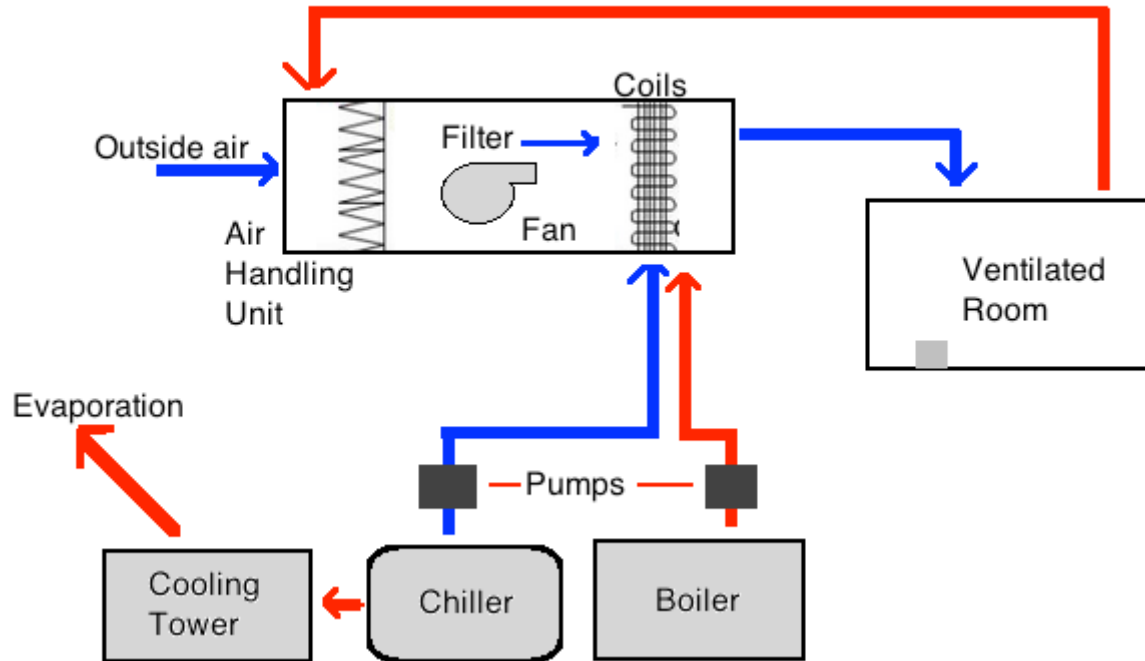 Coils
Filter
Outside air
Fan
Air
Handling
Unit
Ventilated
Room
Evaporation
Pumps
Cooling
Tower
Chiller
Boiler